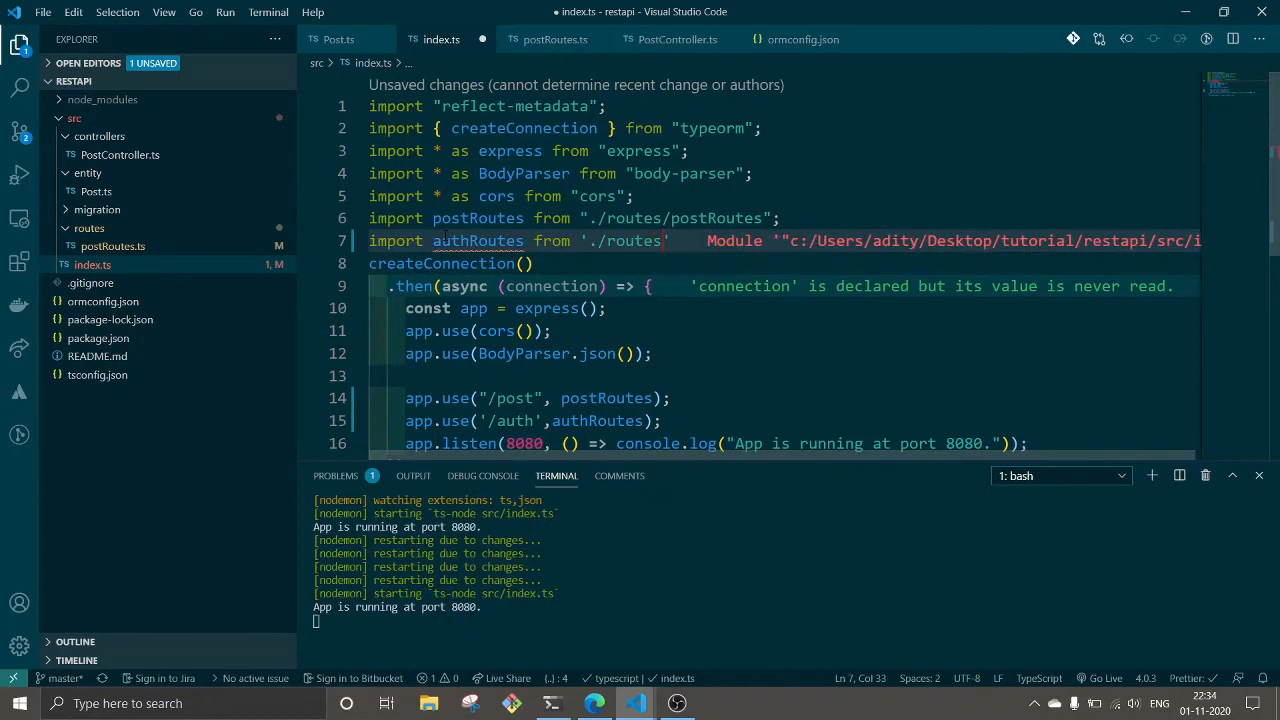 File Edit Selection View Go Run Terminal Help
● index.ts - restapi - Visual Studio Code
EXPLORER
OPEN EDITORS 1 UNSAVED
RESTAPI
node_modules
src
controllers
PostController.ts
entity
Post.ts
migration
routes
postRoutes.ts M
index.ts 1, M
.gitignore
ormconfig.json
package-lock.json
package.json
README.md
tsconfig.json
OUTLINE
TIMELINE
1
2
Post.ts index.ts postRoutes.ts PostController.ts ormconfig.json
src index.ts ...
Unsaved changes (cannot determine recent change or authors)
1 import "reflect-metadata";
2 import { createConnection } from "typeorm";
3 import * as express from "express";
4 import * as BodyParser from "body-parser";
5 import * as cors from "cors";
6 import postRoutes from "./routes/postRoutes";
7 import authRoutes from './routes' Module '"c:/Users/adity/Desktop/tutorial/restapi/src/i
8 createConnection()
9 .then(async (connection) => { 'connection' is declared but its value is never read.
10 const app = express();
11 app.use(cors());
12 app.use(BodyParser.json());
13
14 app.use("/post", postRoutes);
15 app.use('/auth',authRoutes);
16 app.listen(8080, () => console.log("App is running at port 8080."));
PROBLEMS 1 OUTPUT DEBUG CONSOLE TERMINAL COMMENTS 1: bash
[nodemon] watching extensions: ts,json
[nodemon] starting `ts-node src/index.ts`
App is running at port 8080.
[nodemon] restarting due to changes...
[nodemon] restarting due to changes...
[nodemon] restarting due to changes...
[nodemon] restarting due to changes...
[nodemon] starting `ts-node src/index.ts`
App is running at port 8080.
master* Sign in to Jira No active issue Sign in to Bitbucket 1 0 typescript | index.ts Live Share {..} : 4 ✓ typescript | index.ts Ln 7, Col 33 Spaces: 2 UTF-8 LF TypeScript Go Live 4.0.3 Prettier: ✓
Type here to search
ENG
22:34
01-11-2020